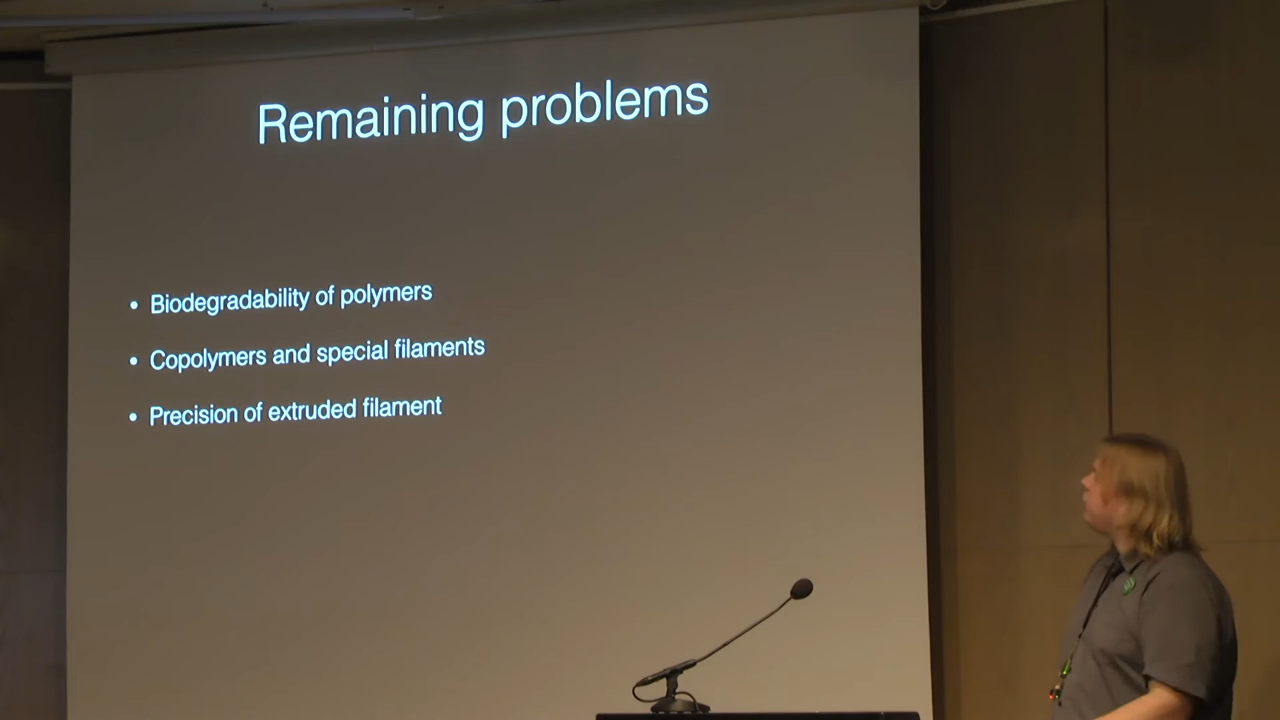 Remaining problems
• Biodegradability of polymers
• Copolymers and special filaments
• Precision of extruded filament